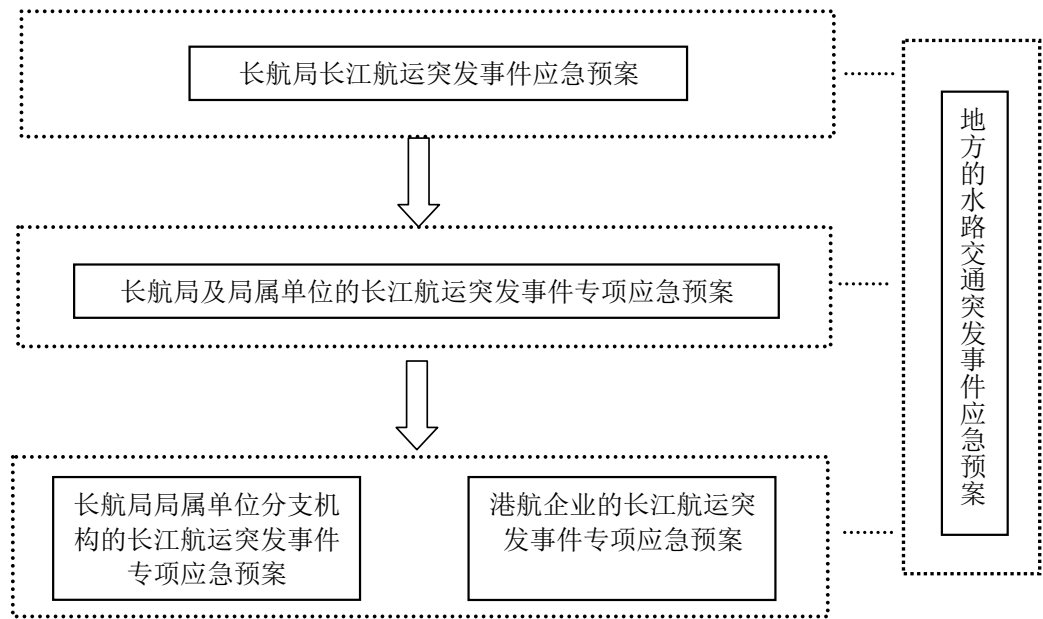 长航局长江航运突发事件应急预案
长航局及局属单位的长江航运突发事件专项应急预案
长航局局属单位分支机
构的长江航运突发事件
专项应急预案
港航企业的长江航运突
发事件专项应急预案
地方的水路交通突发事件应急预案